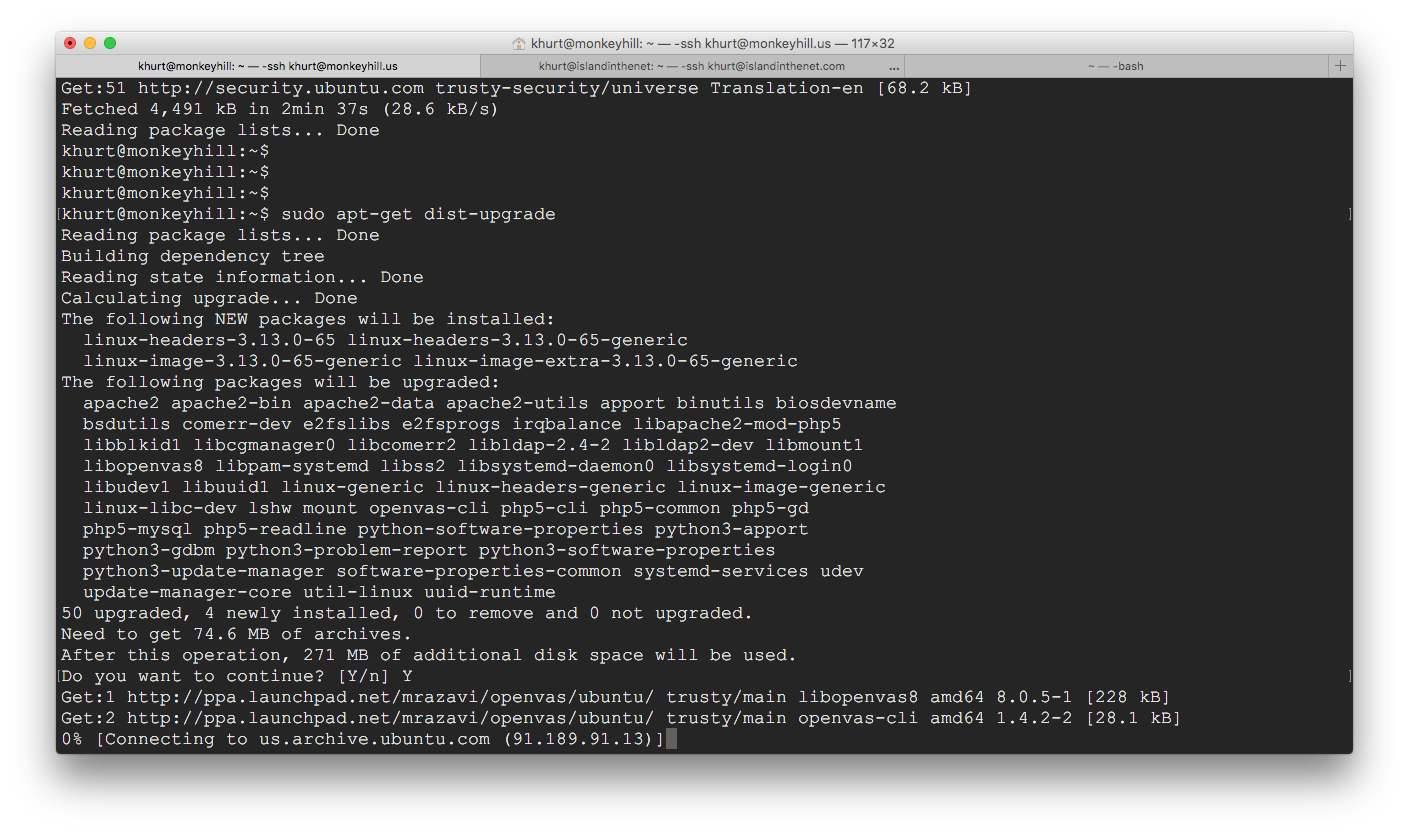 khurt@monkeyhill: ~ — -ssh khurt@monkeyhill.us — 117×32
khurt@monkeyhill: ~ — -ssh khurt@monkeyhill.us
khurt@islandinthenet: ~ — -ssh khurt@islandinthenet.com ...
~ — -bash
+
Get:51 http://security.ubuntu.com trusty-security/universe Translation-en [68.2 kB]
Fetched 4,491 kB in 2min 37s (28.6 kB/s)
Reading package lists... Done
khurt@monkeyhill:~$
khurt@monkeyhill:~$
khurt@monkeyhill:~$
[khurt@monkeyhill:~$ sudo apt-get dist-upgrade ]
Reading package lists... Done
Building dependency tree
Reading state information... Done
Calculating upgrade... Done
The following NEW packages will be installed:
  linux-headers-3.13.0-65 linux-headers-3.13.0-65-generic
  linux-image-3.13.0-65-generic linux-image-extra-3.13.0-65-generic
The following packages will be upgraded:
  apache2 apache2-bin apache2-data apache2-utils apport binutils biosdevname
  bsdutils comerr-dev e2fslibs e2fsprogs irqbalance libapache2-mod-php5
  libblkid1 libcgmanager0 libcomerr2 libldap-2.4-2 libldap2-dev libmount1
  libopenvas8 libpam-systemd libss2 libsystemd-daemon0 libsystemd-login0
  libudev1 libuuid1 linux-generic linux-headers-generic linux-image-generic
  linux-libc-dev lshw mount openvas-cli php5-cli php5-common php5-gd
  php5-mysql php5-readline python-software-properties python3-apport
  python3-gdbm python3-problem-report python3-software-properties
  python3-update-manager software-properties-common systemd-services udev
  update-manager-core util-linux uuid-runtime
50 upgraded, 4 newly installed, 0 to remove and 0 not upgraded.
Need to get 74.6 MB of archives.
After this operation, 271 MB of additional disk space will be used.
[Do you want to continue? [Y/n] Y ]
Get:1 http://ppa.launchpad.net/mrazavi/openvas/ubuntu/ trusty/main libopenvas8 amd64 8.0.5-1 [228 kB]
Get:2 http://ppa.launchpad.net/mrazavi/openvas/ubuntu/ trusty/main openvas-cli amd64 1.4.2-2 [28.1 kB]
0% [Connecting to us.archive.ubuntu.com (91.189.91.13)]